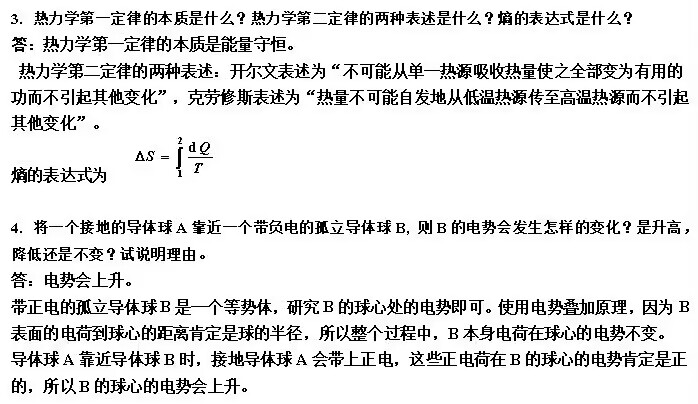 3．热力学第一定律的本质是什么？热力学第二定律的两种表述是什么？熵的表达式是什么？
答：热力学第一定律的本质是能量守恒。
热力学第二定律的两种表述：开尔文表述为“不可能从单一热源吸收热量使之全部变为有用的
功而不引起其他变化”，克劳修斯表述为“热量不可能自发地从低温热源传至高温热源而不引起
其他变化”。
熵的表达式为 ΔS = ∫₁² dQ/T
4．将一个接地的导体球 A 靠近一个带负电的孤立导体球 B, 则 B 的电势会发生怎样的变化？是升高，
降低还是不变？试说明理由。
答：电势会上升。
带正电的孤立导体球 B 是一个等势体，研究 B 的球心处的电势即可。使用电势叠加原理，因为 B
表面的电荷到球心的距离肯定是球的半径，所以整个过程中，B 本身电荷在球心的电势不变。
导体球 A 靠近导体球 B 时，接地导体球 A 会带上正电，这些正电荷在 B 的球心的电势肯定是正
的，所以 B 的球心的电势会上升。